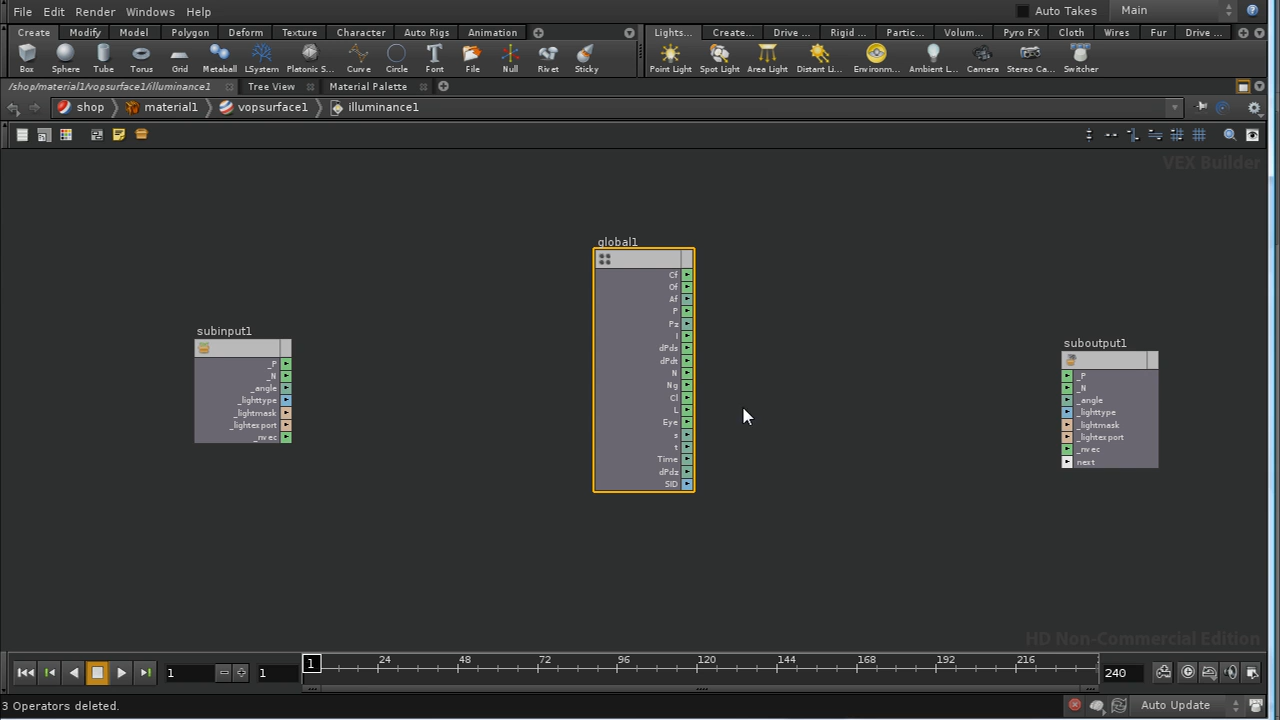 File Edit Render Windows Help Auto Takes Main
Create Modify Model Polygon Deform Texture Character Auto Rigs Animation Lights... Create... Drive ... Rigid ... Partic... Volum... Pyro FX Cloth Wires Fur Drive ...
Box Sphere Tube Torus Grid Metaball LSystem Platonic S... Curve Circle Font File Null Rivet Sticky Point Light Spot Light Area Light Distant Li... Environm... Ambient L... Camera Stereo Ca... Switcher
/shop/material1/vopsurface1/illuminance1 Tree View Material Palette
shop material1 vopsurface1 illuminance1
VEX Builder
global1
Cf
Of
Af
P
Pz
I
dPds
dPdt
N
Ng
Cl
L
Eye
s
t
Time
dPdz
SID
subinput1
_P
_N
_angle
_lighttype
_lightmask
_lightexport
_nvec
suboutput1
_P
_N
_angle
_lighttype
_lightmask
_lightexport
_nvec
next
HD Non-Commercial Edition
1 1 1 24 48 72 96 120 144 168 192 216 240
3 Operators deleted. Auto Update